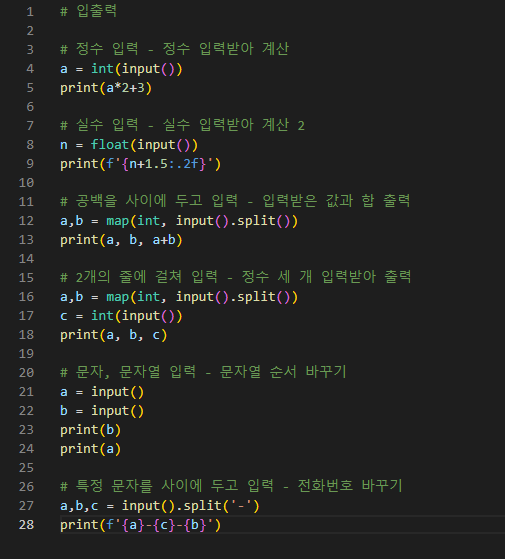 1 # 입출력
2
3 # 정수 입력 - 정수 입력받아 계산
4 a = int(input())
5 print(a*2+3)
6
7 # 실수 입력 - 실수 입력받아 계산 2
8 n = float(input())
9 print(f'{n+1.5:.2f}')
10
11 # 공백을 사이에 두고 입력 - 입력받은 값과 합 출력
12 a,b = map(int, input().split())
13 print(a, b, a+b)
14
15 # 2개의 줄에 걸쳐 입력 - 정수 세 개 입력받아 출력
16 a,b = map(int, input().split())
17 c = int(input())
18 print(a, b, c)
19
20 # 문자, 문자열 입력 - 문자열 순서 바꾸기
21 a = input()
22 b = input()
23 print(b)
24 print(a)
25
26 # 특정 문자를 사이에 두고 입력 - 전화번호 바꾸기
27 a,b,c = input().split('-')
28 print(f'{a}-{c}-{b}')